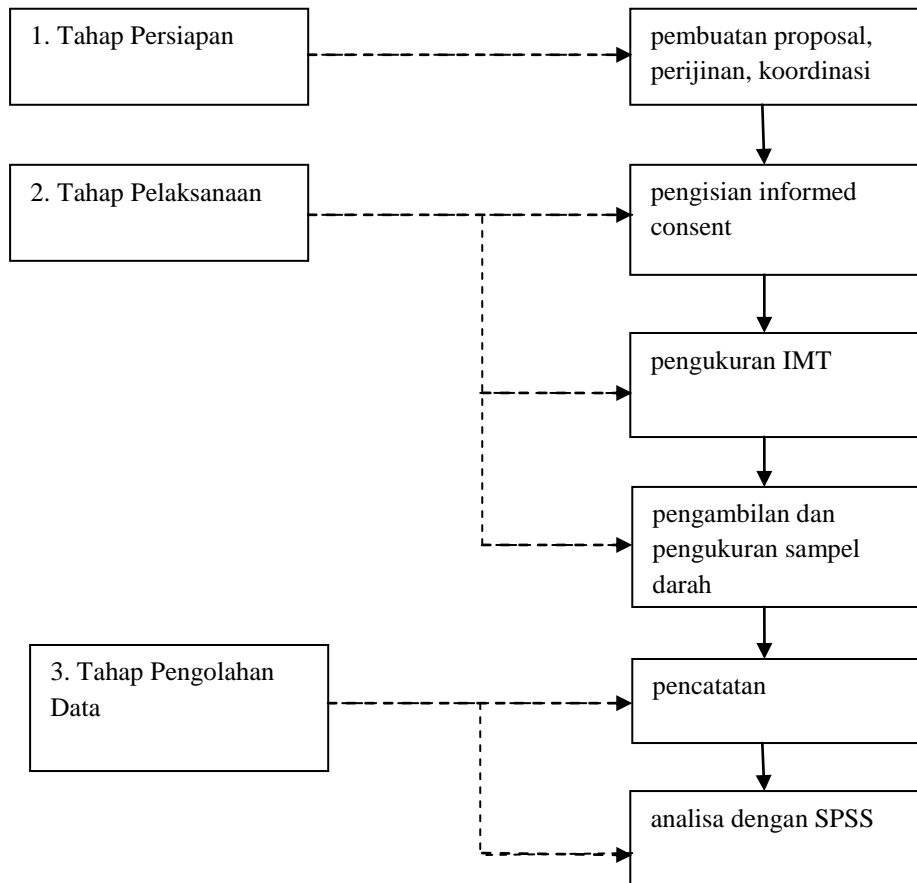 1. Tahap Persiapan
pembuatan proposal,
perijinan, koordinasi
2. Tahap Pelaksanaan
pengisian informed
consent
pengukuran IMT
pengambilan dan
pengukuran sampel
darah
3. Tahap Pengolahan
Data
pencatatan
analisa dengan SPSS